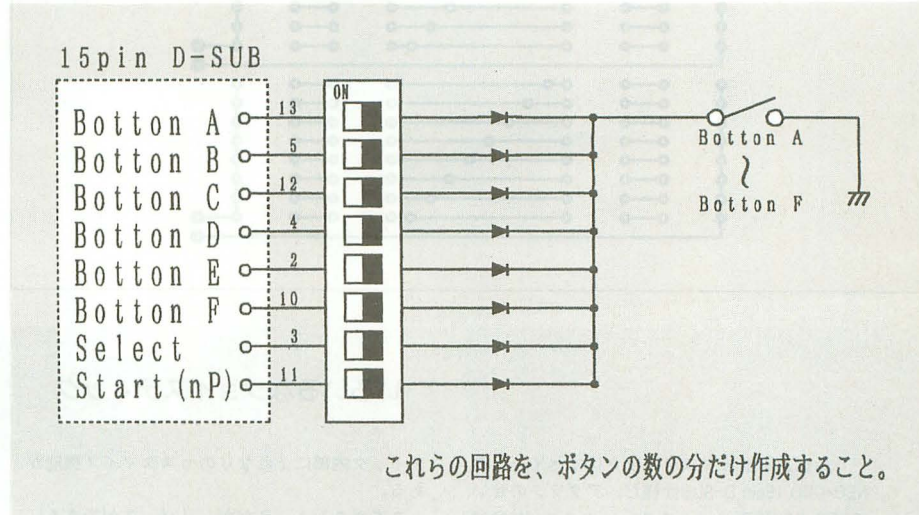 15pin D-SUB
ON
Botton A 13
Botton B 5
Botton C 12
Botton D 4
Botton E 2
Botton F 10
Select 3
Start(nP) 11
Botton A
〜
Botton F
これらの回路を、ボタンの数の分だけ作成すること。